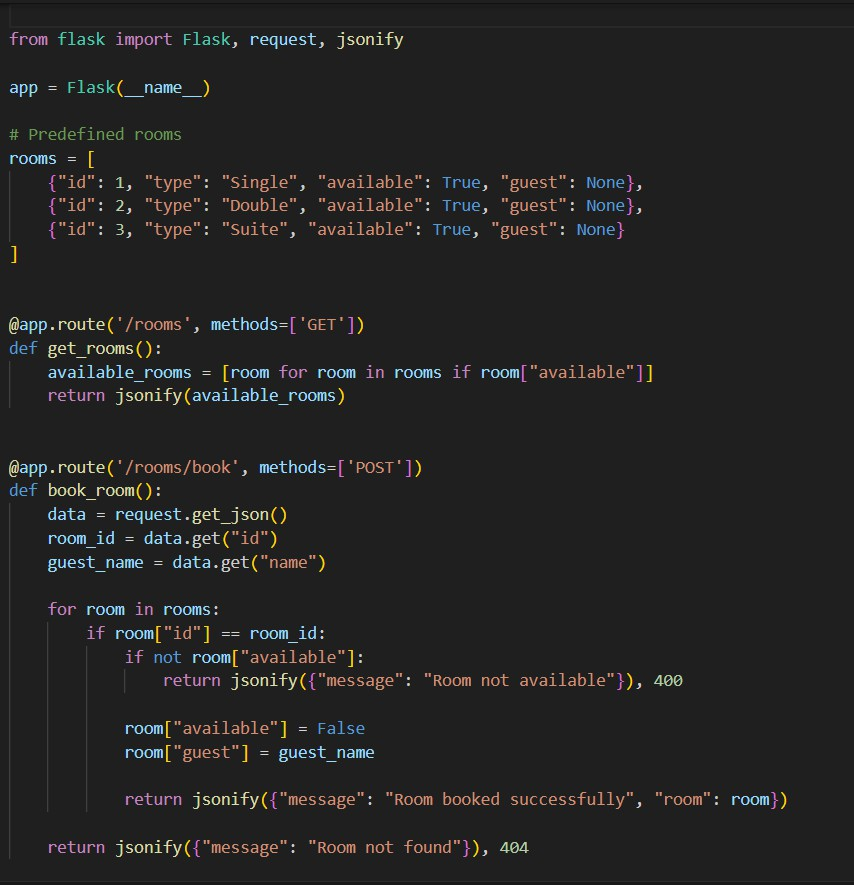 from flask import Flask, request, jsonify
app = Flask(__name__)
# Predefined rooms
rooms = [
    {"id": 1, "type": "Single", "available": True, "guest": None},
    {"id": 2, "type": "Double", "available": True, "guest": None},
    {"id": 3, "type": "Suite", "available": True, "guest": None}
]
@app.route('/rooms', methods=['GET'])
def get_rooms():
    available_rooms = [room for room in rooms if room["available"]]
    return jsonify(available_rooms)
@app.route('/rooms/book', methods=['POST'])
def book_room():
    data = request.get_json()
    room_id = data.get("id")
    guest_name = data.get("name")
    for room in rooms:
        if room["id"] == room_id:
            if not room["available"]:
                return jsonify({"message": "Room not available"}), 400
            room["available"] = False
            room["guest"] = guest_name
            return jsonify({"message": "Room booked successfully", "room": room})
    return jsonify({"message": "Room not found"}), 404